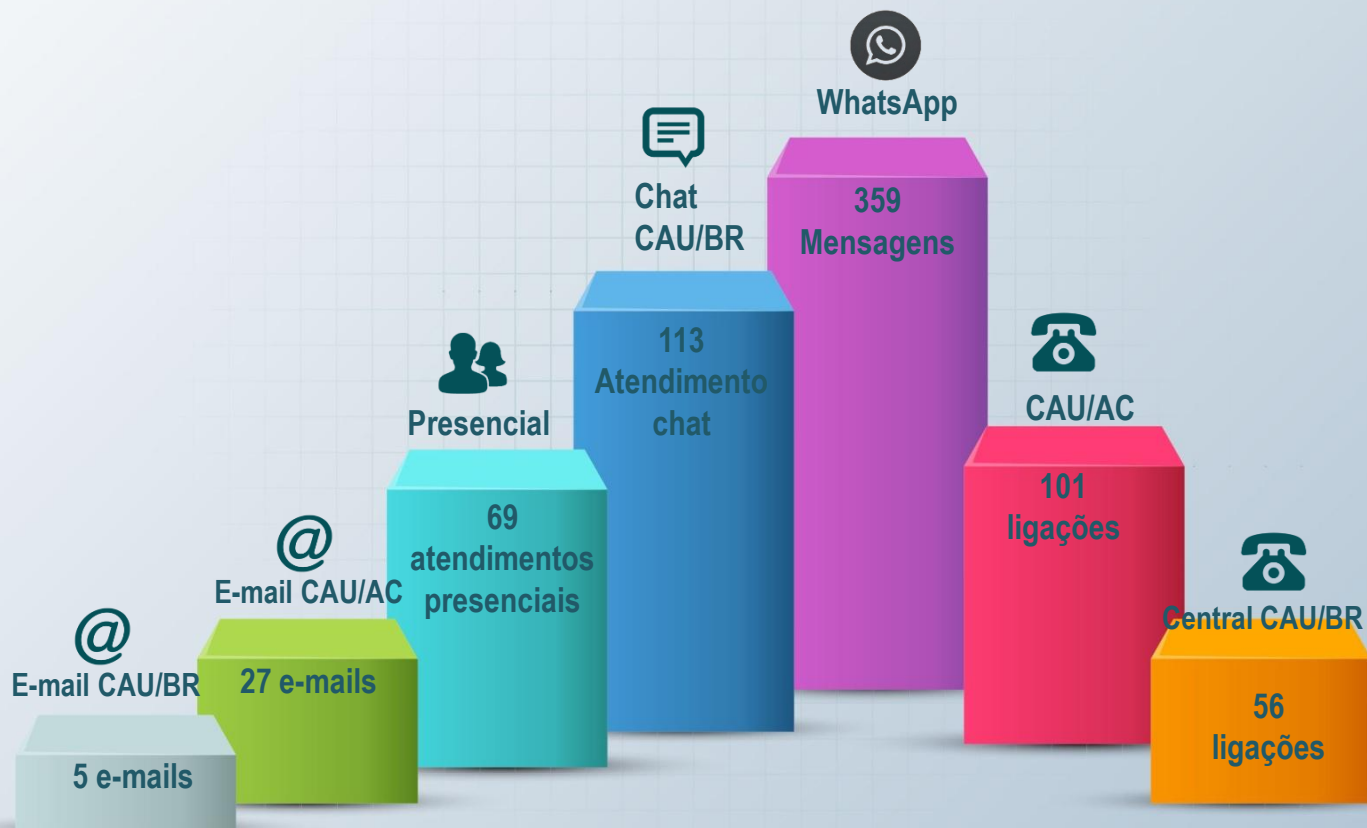 WhatsApp
359
Mensagens
Chat
CAU/BR
113
Atendimento
chat
Presencial
69
atendimentos
presenciais
CAU/AC
101
ligações
@
E-mail CAU/AC
27 e-mails
@
E-mail CAU/BR
5 e-mails
Central CAU/BR
56
ligações